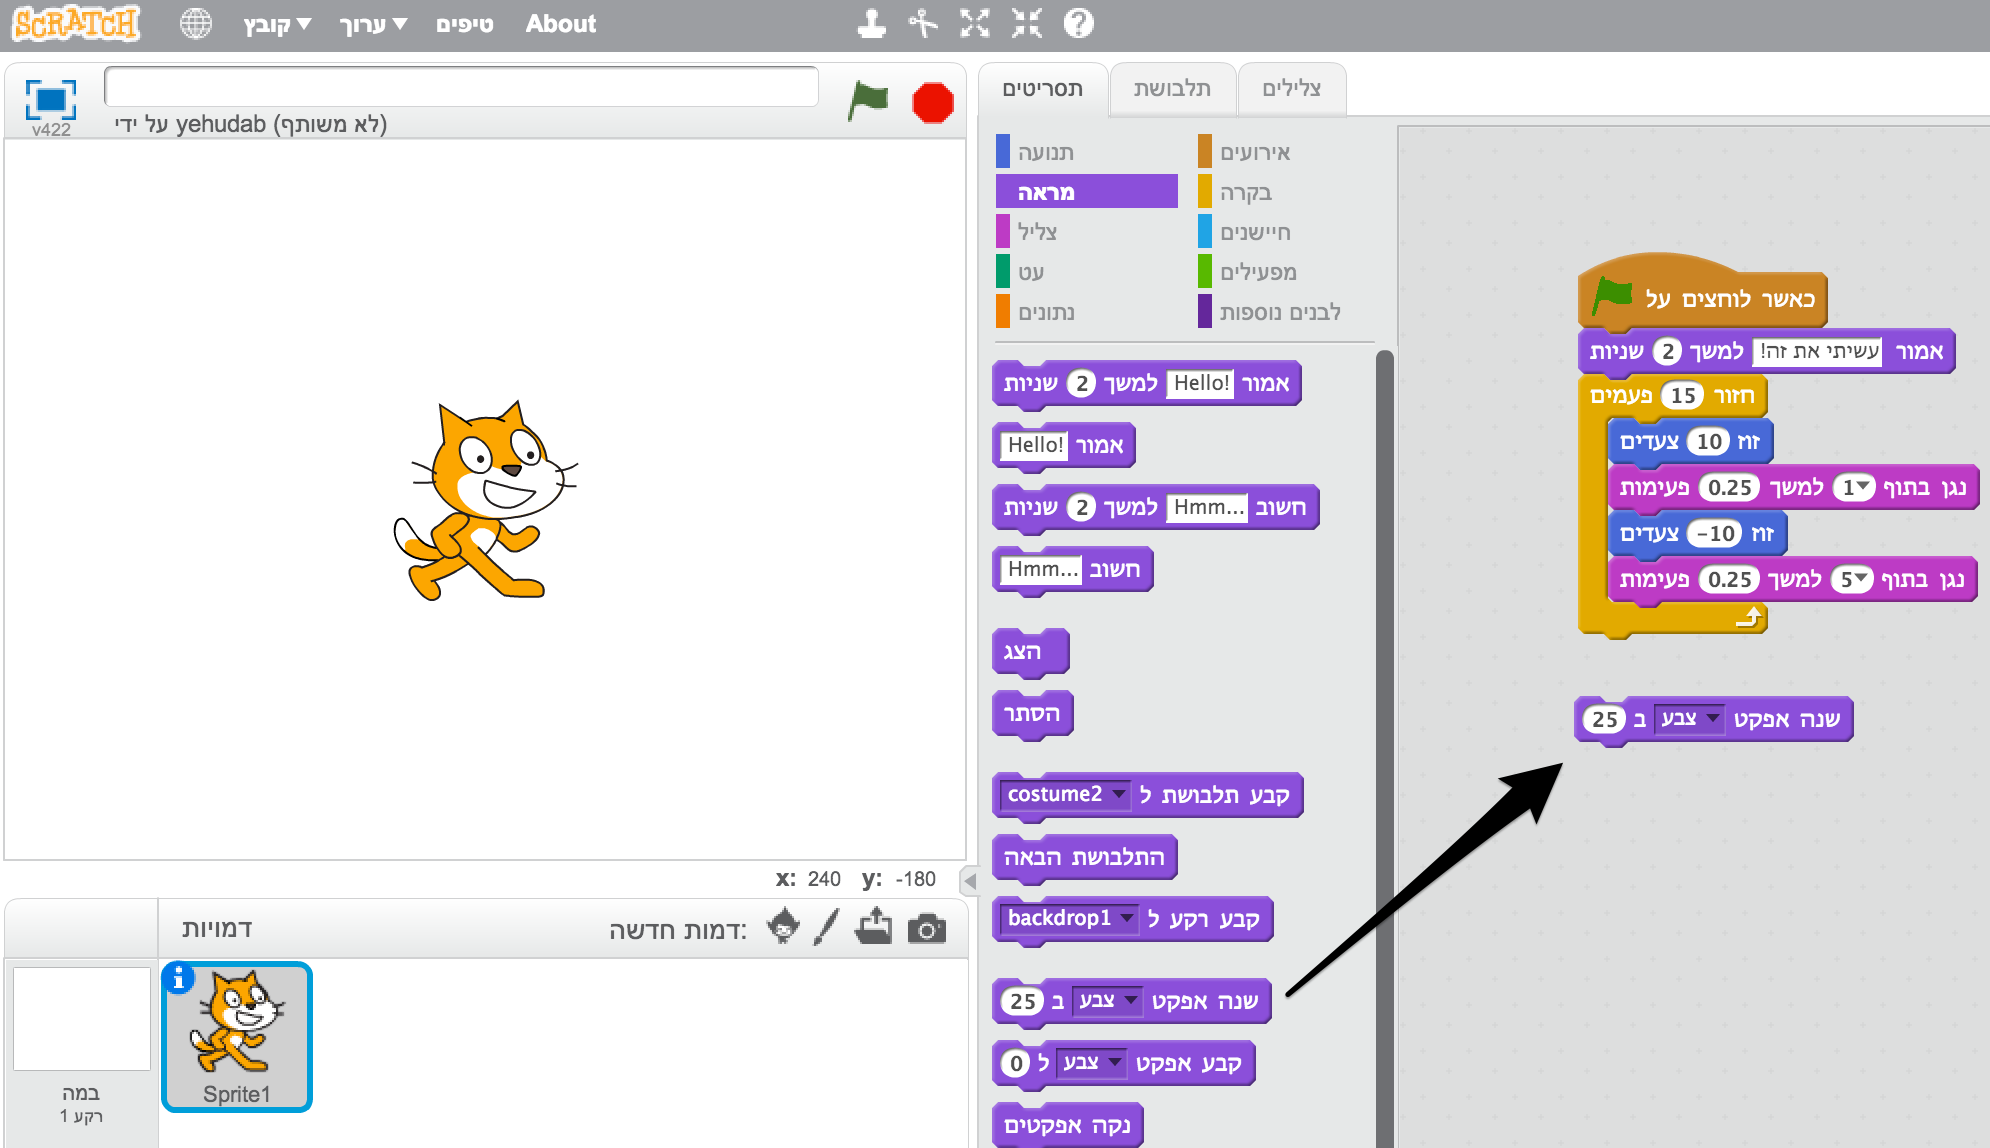 SCRATCH
קובץ
ערוך
טיפים
About
v422
על ידי yehudab (לא משותף)
תסריטים
תלבושת
צלילים
תנועה
אירועים
מראה
בקרה
צליל
חיישנים
עט
מפעילים
נתונים
לבנים נוספות
אמור Hello! למשך 2 שניות
אמור Hello!
חשוב Hmm... למשך 2 שניות
חשוב Hmm...
הצג
הסתר
קבע תלבושת ל costume2
התלבושת הבאה
קבע רקע ל backdrop1
שנה אפקט צבע ב 25
קבע אפקט צבע ל 0
נקה אפקטים
כאשר לוחצים על
אמור עשיתי את זה! למשך 2 שניות
חזור 15 פעמים
זוז 10 צעדים
נגן בתוף 1 למשך 0.25 פעימות
זוז -10 צעדים
נגן בתוף 5 למשך 0.25 פעימות
שנה אפקט צבע ב 25
x: 240 y: -180
דמויות
דמות חדשה:
Sprite1
במה
רקע 1